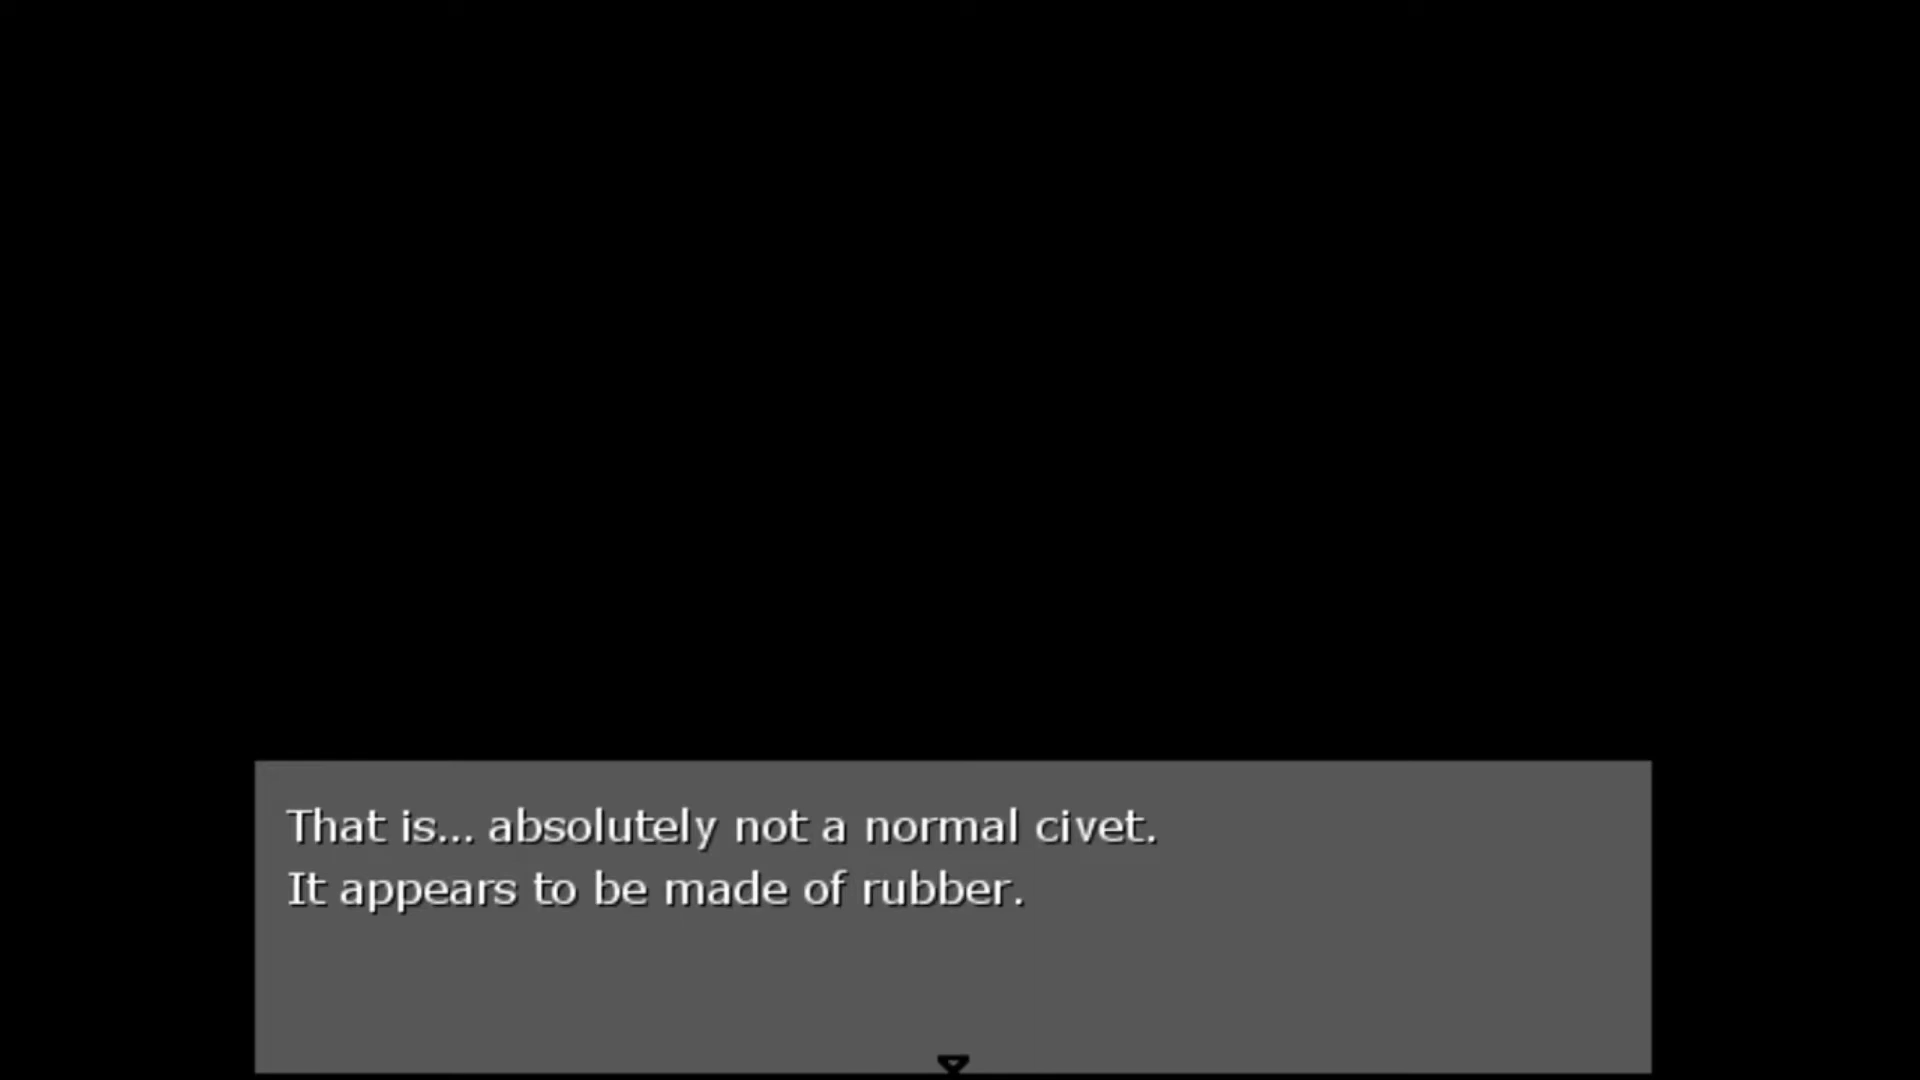 That is... absolutely not a normal civet.
It appears to be made of rubber.